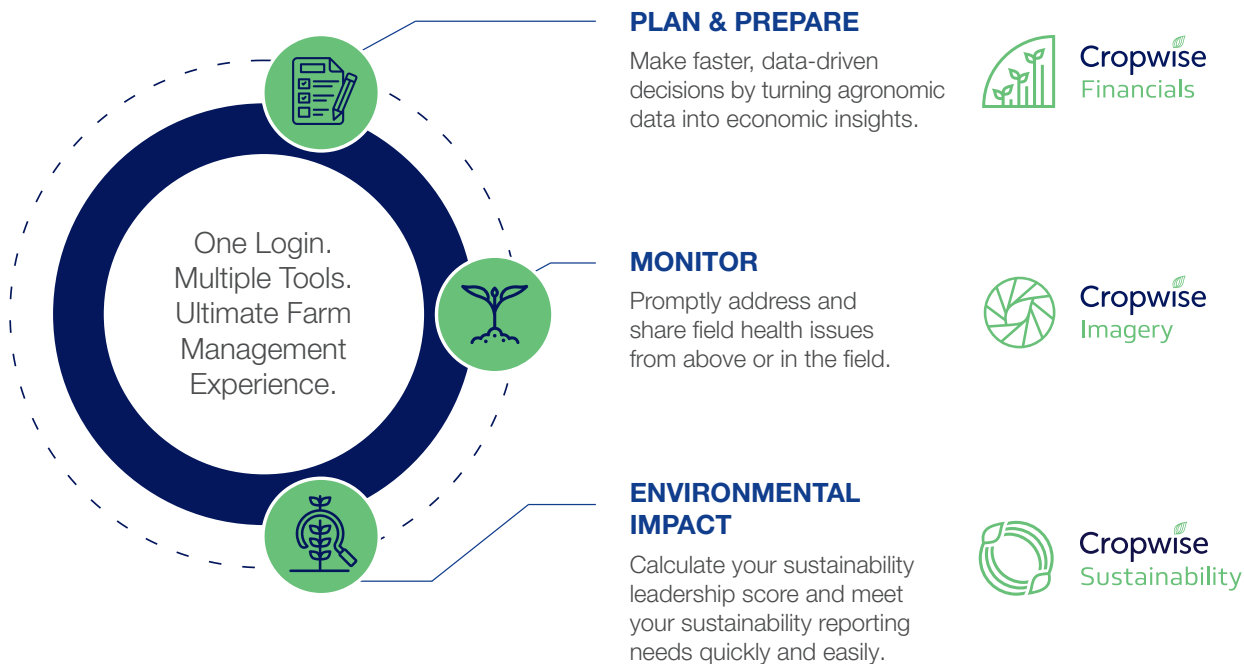 One Login.
Multiple Tools.
Ultimate Farm
Management
Experience.
PLAN & PREPARE
Make faster, data-driven
decisions by turning agronomic
data into economic insights.
Cropwise
Financials
MONITOR
Promptly address and
share field health issues
from above or in the field.
Cropwise
Imagery
ENVIRONMENTAL
IMPACT
Calculate your sustainability
leadership score and meet
your sustainability reporting
needs quickly and easily.
Cropwise
Sustainability